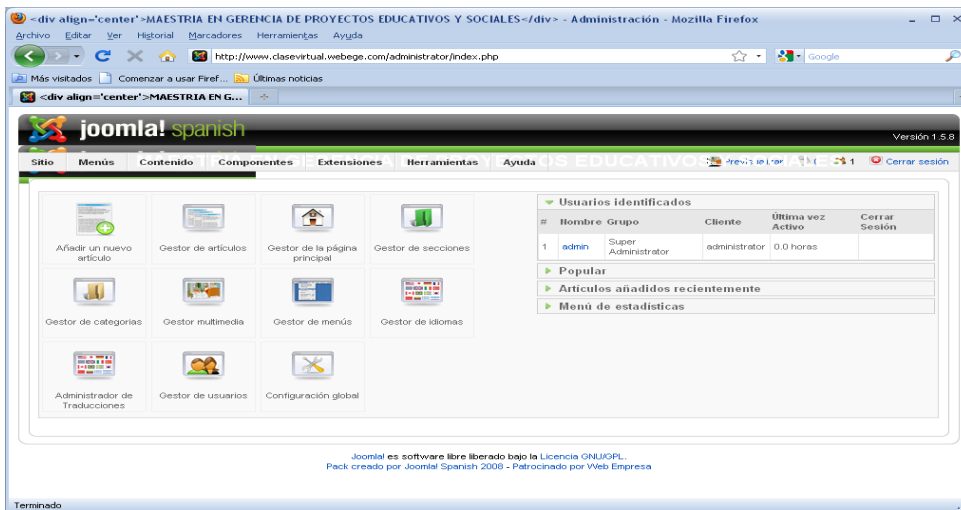 <div align='center'>MAESTRIA EN GERENCIA DE PROYECTOS EDUCATIVOS Y SOCIALES</div> - Administración - Mozilla Firefox
Archivo Editar Ver Historial Marcadores Herramientas Ayuda
http://www.clasevirtual.webege.com/administrator/index.php
Google
Más visitados Comenzar a usar Firef... Últimas noticias
<div align='center'>MAESTRIA EN G...
joomla! spanish
Versión 1.5.8
Sitio Menús Contenido Componentes Extensiones Herramientas Ayuda
OS EDUCATIVO
1 Cerrar sesión
Añadir un nuevo artículo
Gestor de artículos
Gestor de la página principal
Gestor de secciones
Gestor de categorias
Gestor multimedia
Gestor de menús
Gestor de idiomas
Administrador de Traducciones
Gestor de usuarios
Configuración global
Usuarios identificados
# Nombre Grupo Cliente Última vez Activo Cerrar Sesión
1 admin Super Administrator administrator 0.0 horas
Popular
Artículos añadidos recientemente
Menú de estadísticas
Joomla! es software libre liberado bajo la Licencia GNU/GPL.
Pack creado por Joomla! Spanish 2008 - Patrocinado por Web Empresa
Terminado